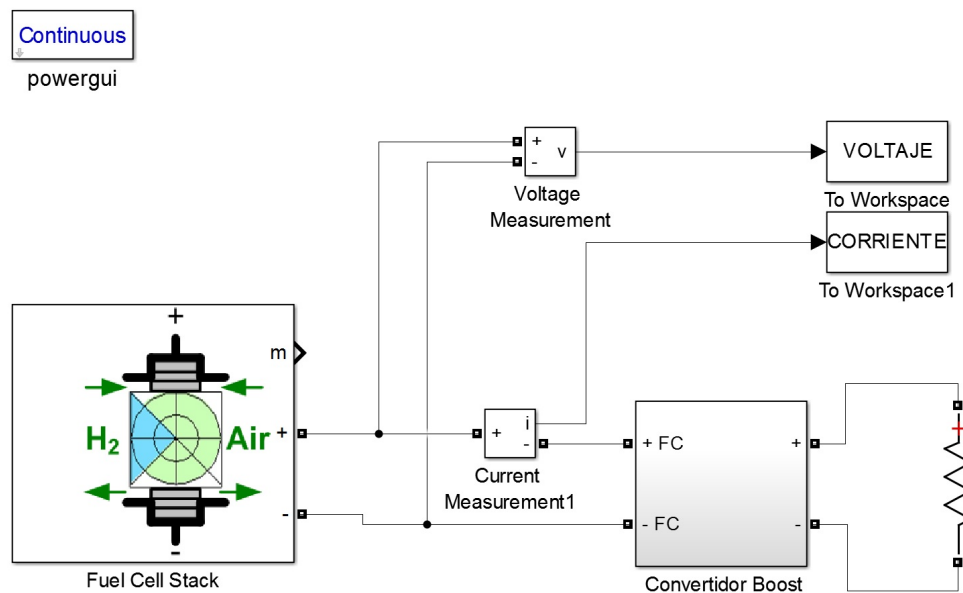 Continuous
powergui
+
-
v
Voltage
Measurement
VOLTAJE
To Workspace
CORRIENTE
To Workspace1
+
m
H2
Air
+
-
-
Fuel Cell Stack
+
i
-
Current
Measurement1
+ FC
- FC
+
-
Convertidor Boost
+